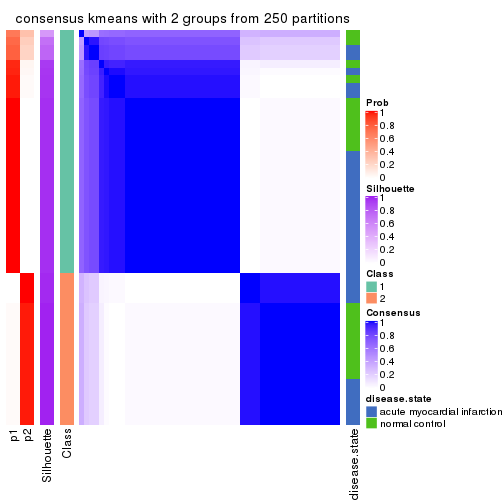 consensus kmeans with 2 groups from 250 partitions
Prob
1
0.8
0.6
0.4
0.2
0
Silhouette
1
0.8
0.6
0.4
0.2
0
Class
1
2
Consensus
1
0.8
0.6
0.4
0.2
0
disease.state
acute myocardial infarction
normal control
p1
p2
Silhouette
Class
disease.state